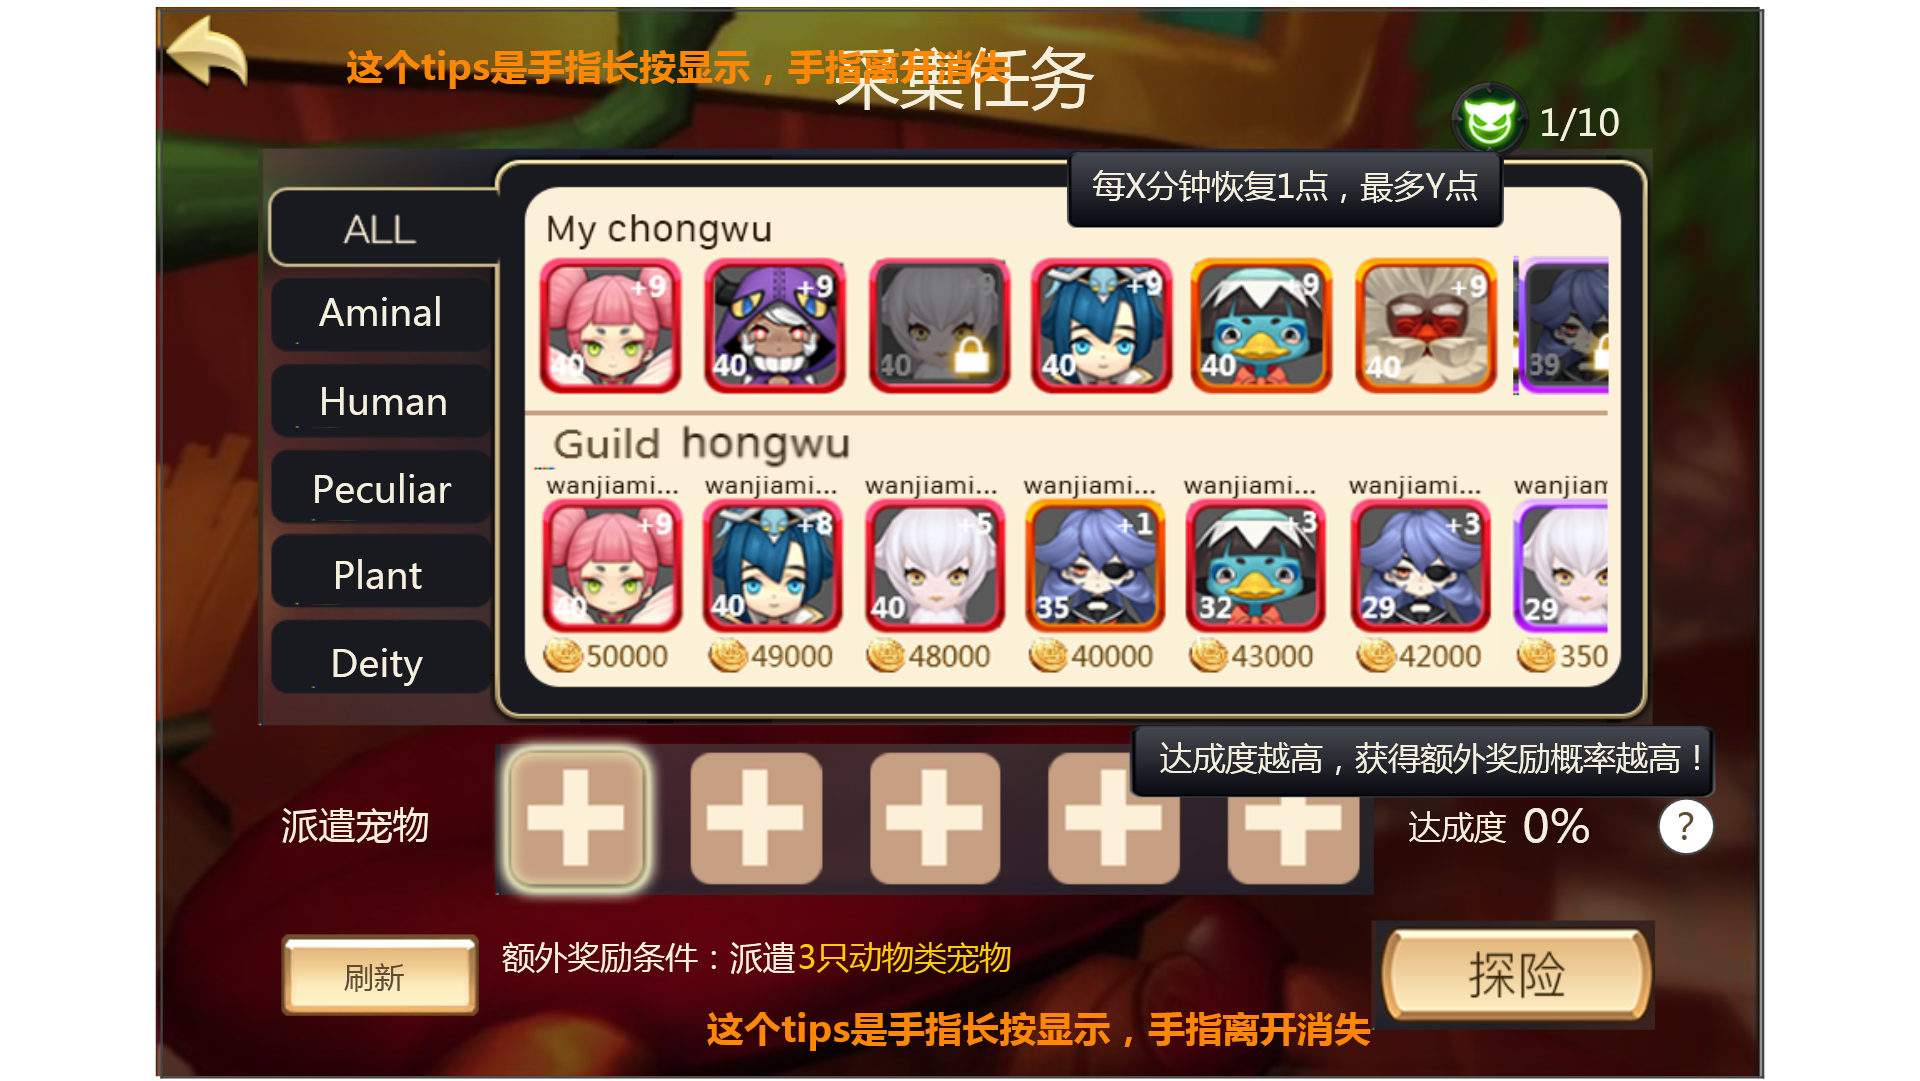 这个tips是手指长按显示，手指离开消失
采集任务
1/10
每X分钟恢复1点，最多Y点
ALL
Aminal
Human
Peculiar
Plant
Deity
My chongwu
+9 +9 +9 +9 +9 +9
40 40 40 40 40 40 39
Guild hongwu
wanjiami... wanjiami... wanjiami... wanjiami... wanjiami... wanjiami... wanjiam
+9 +8 +5 +1 +3 +3
40 40 40 35 32 29 29
50000 49000 48000 40000 43000 42000 350
达成度越高，获得额外奖励概率越高！
派遣宠物
达成度 0%
?
刷新
额外奖励条件：派遣3只动物类宠物
探险
这个tips是手指长按显示，手指离开消失